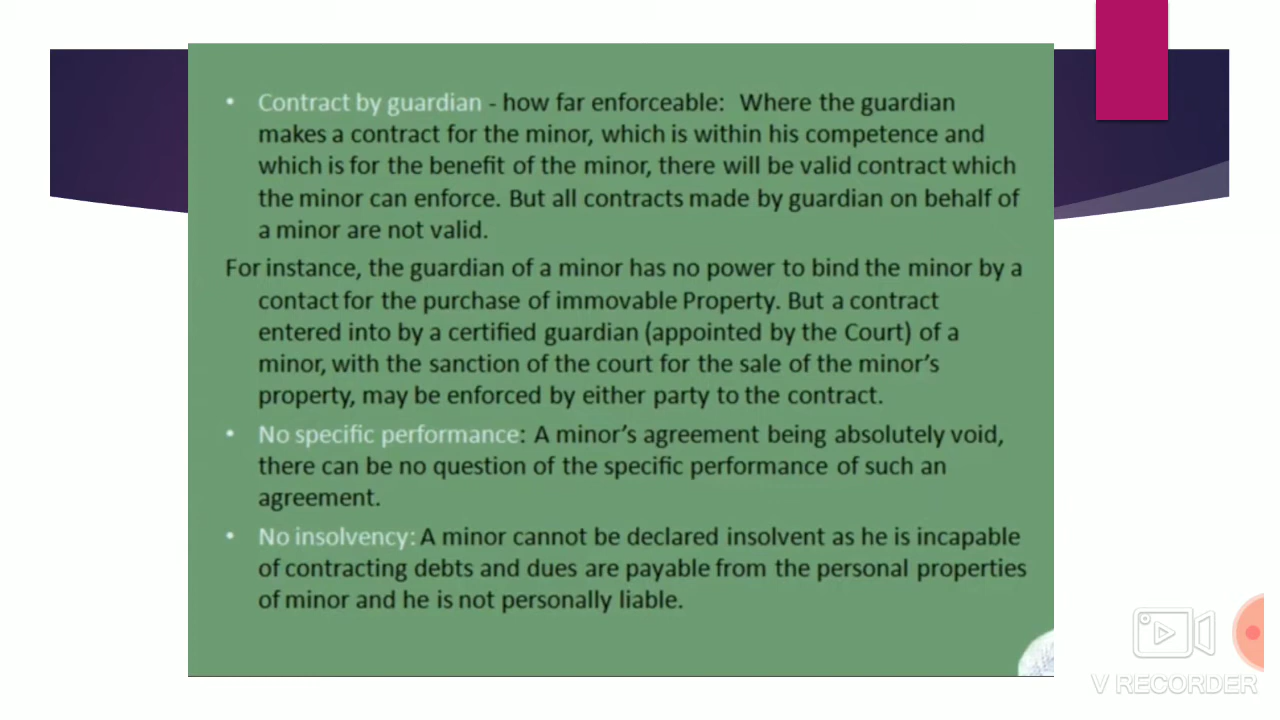 • Contract by guardian - how far enforceable: Where the guardian
makes a contract for the minor, which is within his competence and
which is for the benefit of the minor, there will be valid contract which
the minor can enforce. But all contracts made by guardian on behalf of
a minor are not valid.
For instance, the guardian of a minor has no power to bind the minor by a
contact for the purchase of immovable Property. But a contract
entered into by a certified guardian (appointed by the Court) of a
minor, with the sanction of the court for the sale of the minor's
property, may be enforced by either party to the contract.
• No specific performance: A minor's agreement being absolutely void,
there can be no question of the specific performance of such an
agreement.
• No insolvency: A minor cannot be declared insolvent as he is incapable
of contracting debts and dues are payable from the personal properties
of minor and he is not personally liable.
V RECORDER